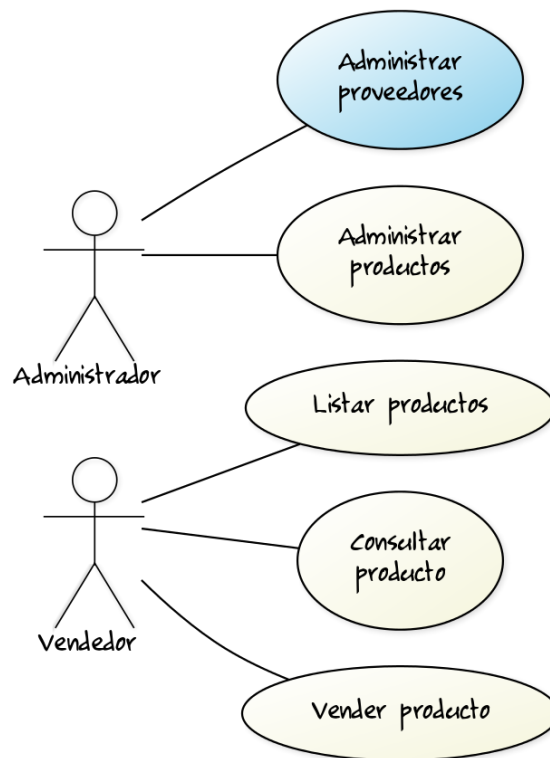 Administrar
proveedores
Administrar
productos
Administrador
Listar productos
Consultar
producto
Vendedor
Vender producto